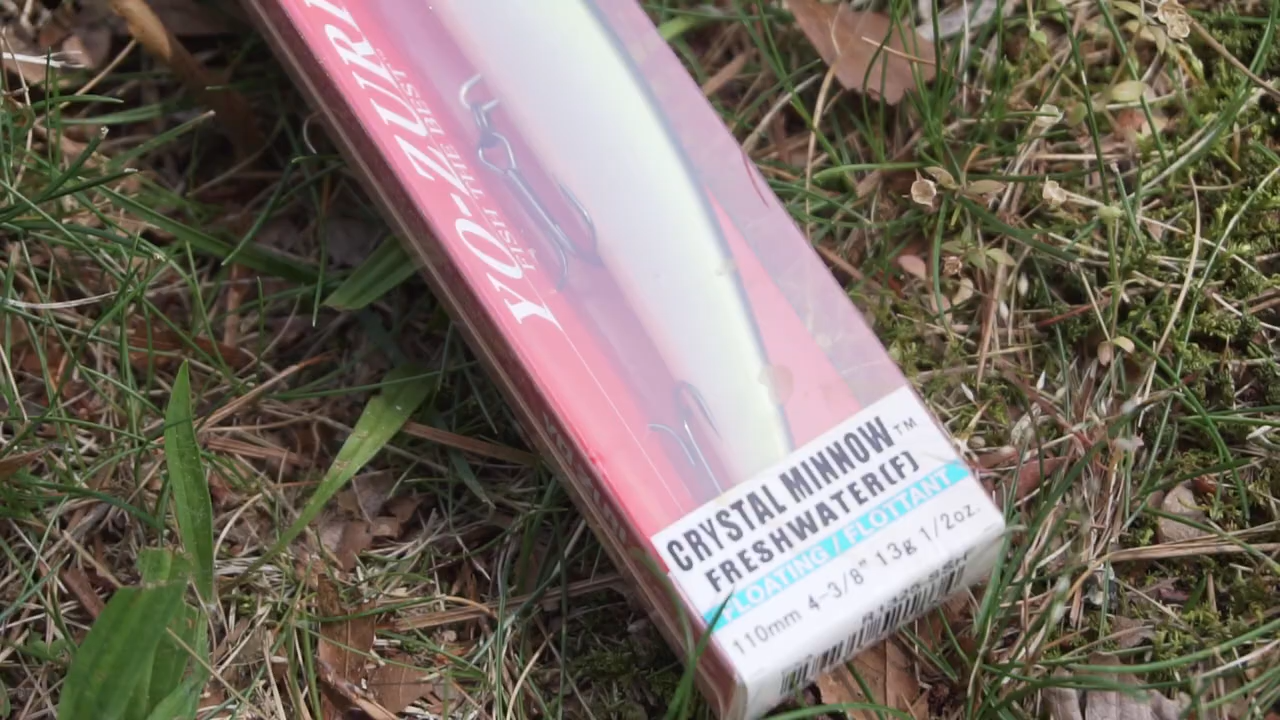 YO-ZURI
FISH THE BEST
CRYSTAL MINNOW™
FRESHWATER(F)
FLOATING / FLOTTANT
110mm 4-3/8" 13g 1/2oz.